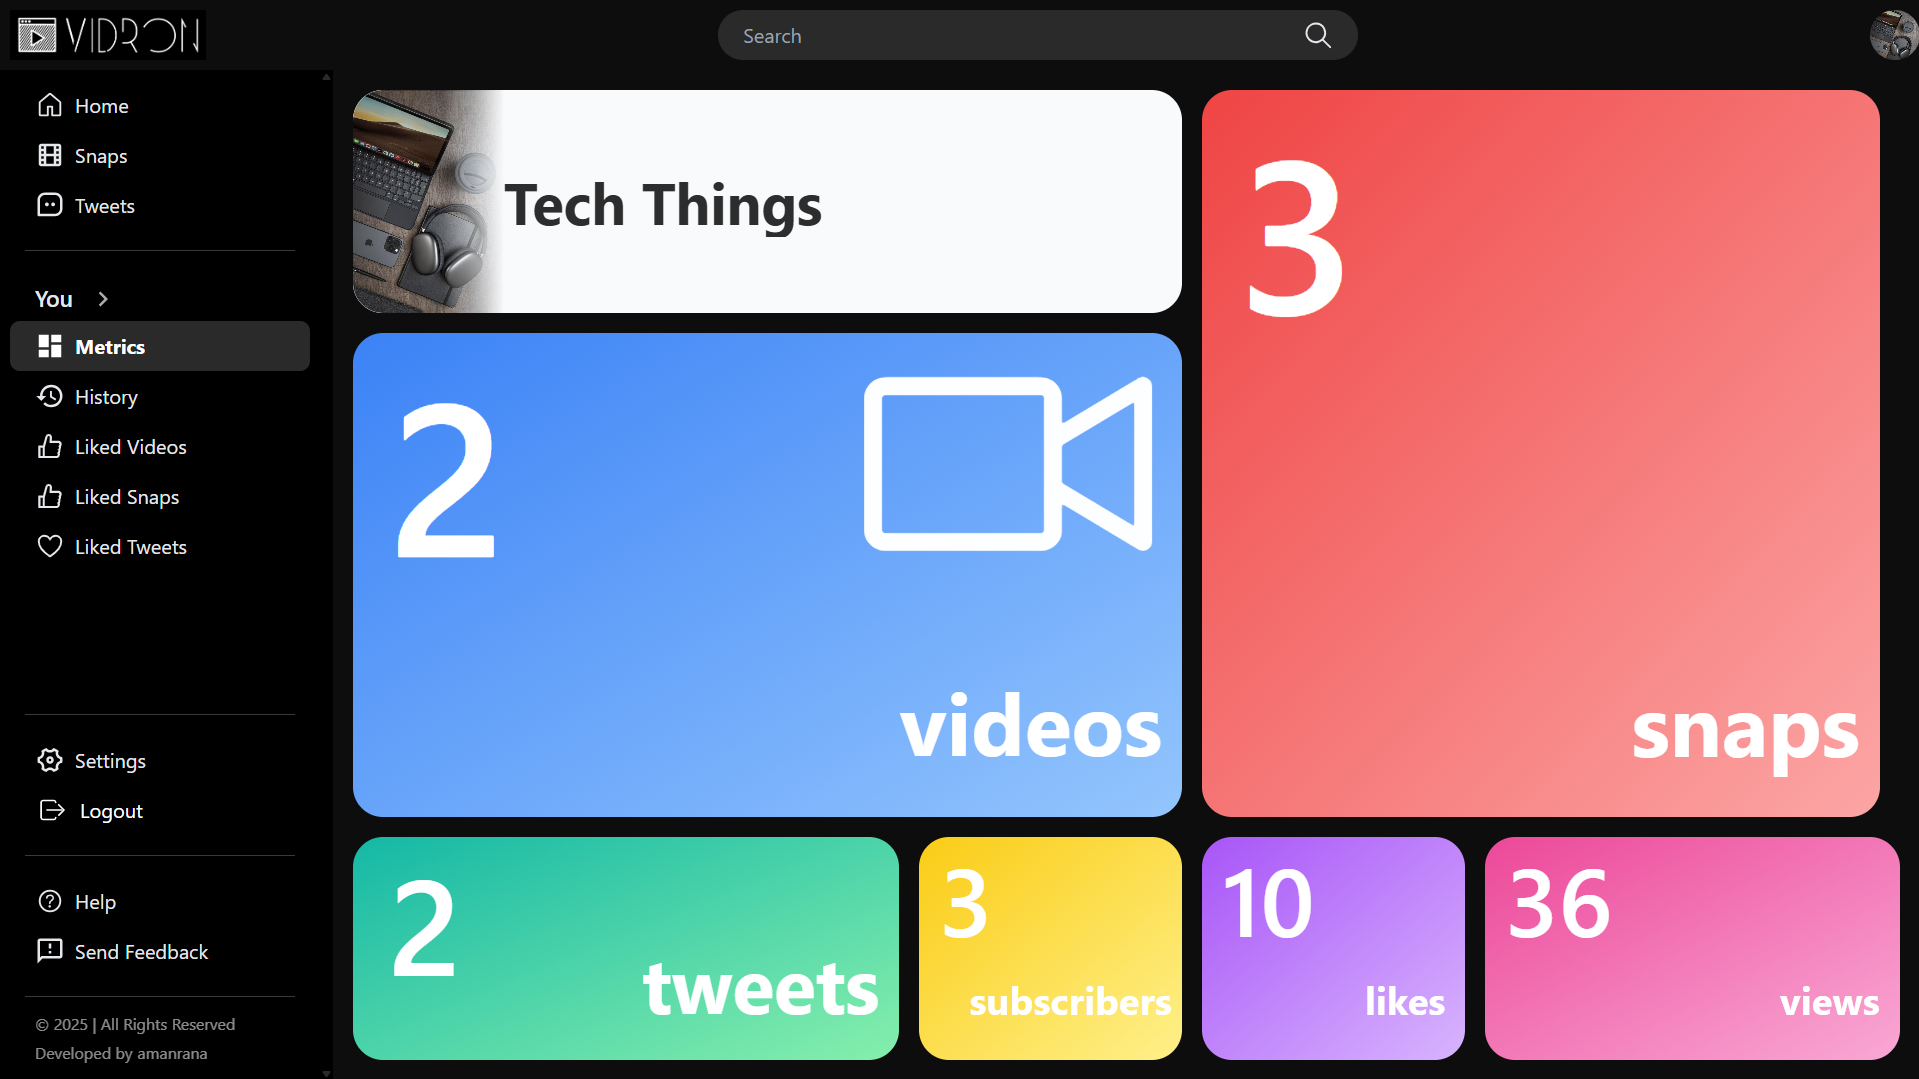 VIDRON
Search
Home
Snaps
Tweets
You
Metrics
History
Liked Videos
Liked Snaps
Liked Tweets
Settings
Logout
Help
Send Feedback
© 2025 | All Rights Reserved
Developed by amanrana
Tech Things
2
videos
3
snaps
2
tweets
3
subscribers
10
likes
36
views